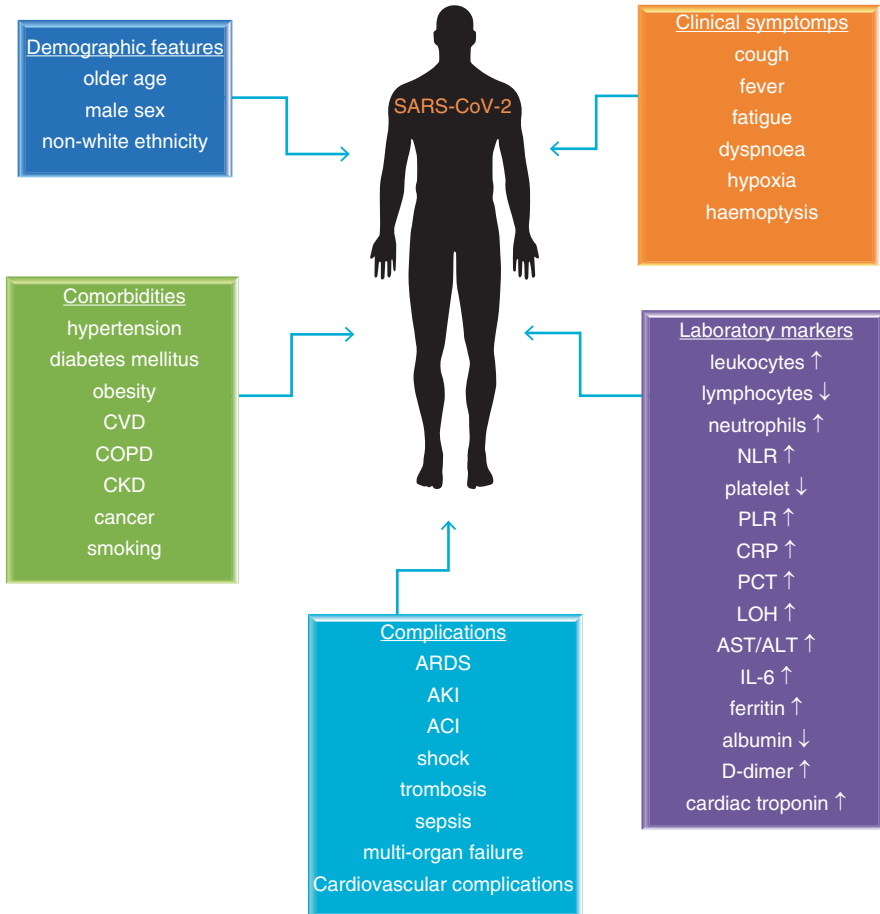 Demographic features
older age
male sex
non-white ethnicity
SARS-CoV-2
Clinical symptomps
cough
fever
fatigue
dyspnoea
hypoxia
haemoptysis
Comorbidities
hypertension
diabetes mellitus
obesity
CVD
COPD
CKD
cancer
smoking
Laboratory markers
leukocytes ↑
lymphocytes ↓
neutrophils ↑
NLR ↑
platelet ↓
PLR ↑
CRP ↑
PCT ↑
LOH ↑
AST/ALT ↑
IL-6 ↑
ferritin ↑
albumin ↓
D-dimer ↑
cardiac troponin ↑
Complications
ARDS
AKI
ACI
shock
trombosis
sepsis
multi-organ failure
Cardiovascular complications